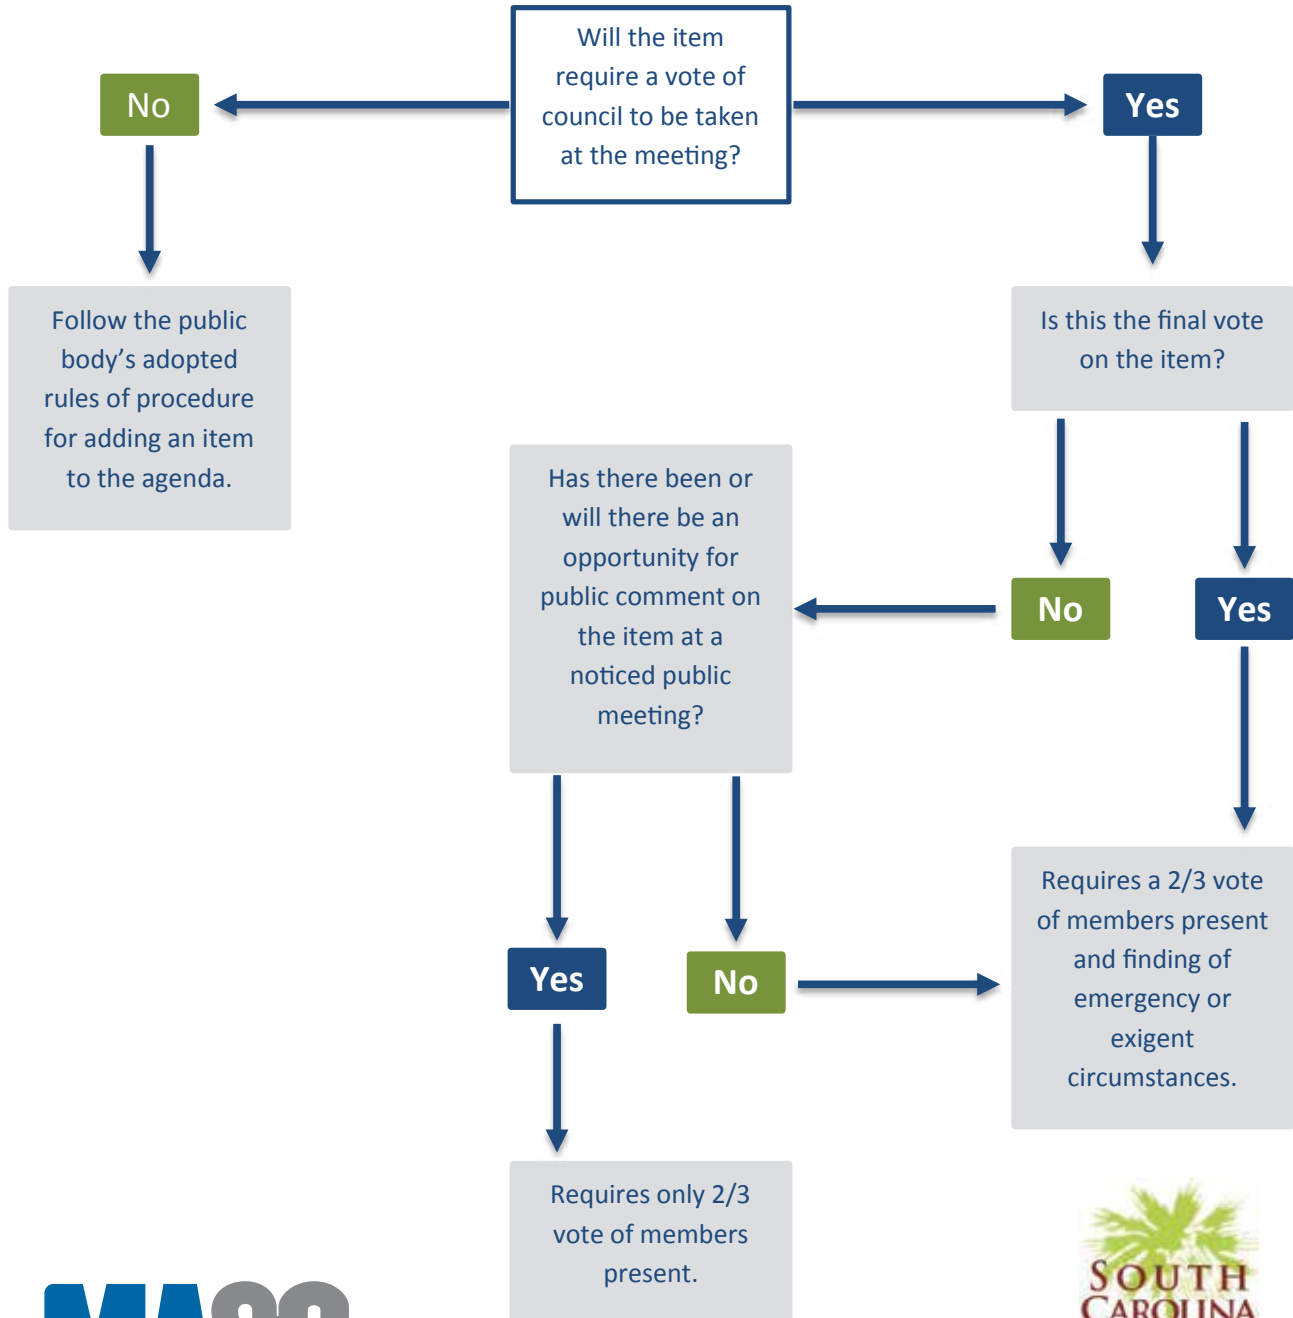 Will the item
require a vote of
council to be taken
at the meeting?
No
Yes
Follow the public
body’s adopted
rules of procedure
for adding an item
to the agenda.
Is this the final vote
on the item?
Has there been or
will there be an
opportunity for
public comment on
the item at a
noticed public
meeting?
No
Yes
Requires a 2/3 vote
of members present
and finding of
emergency or
exigent
circumstances.
Yes
No
Requires only 2/3
vote of members
present.
SOUTH
CAROLINA